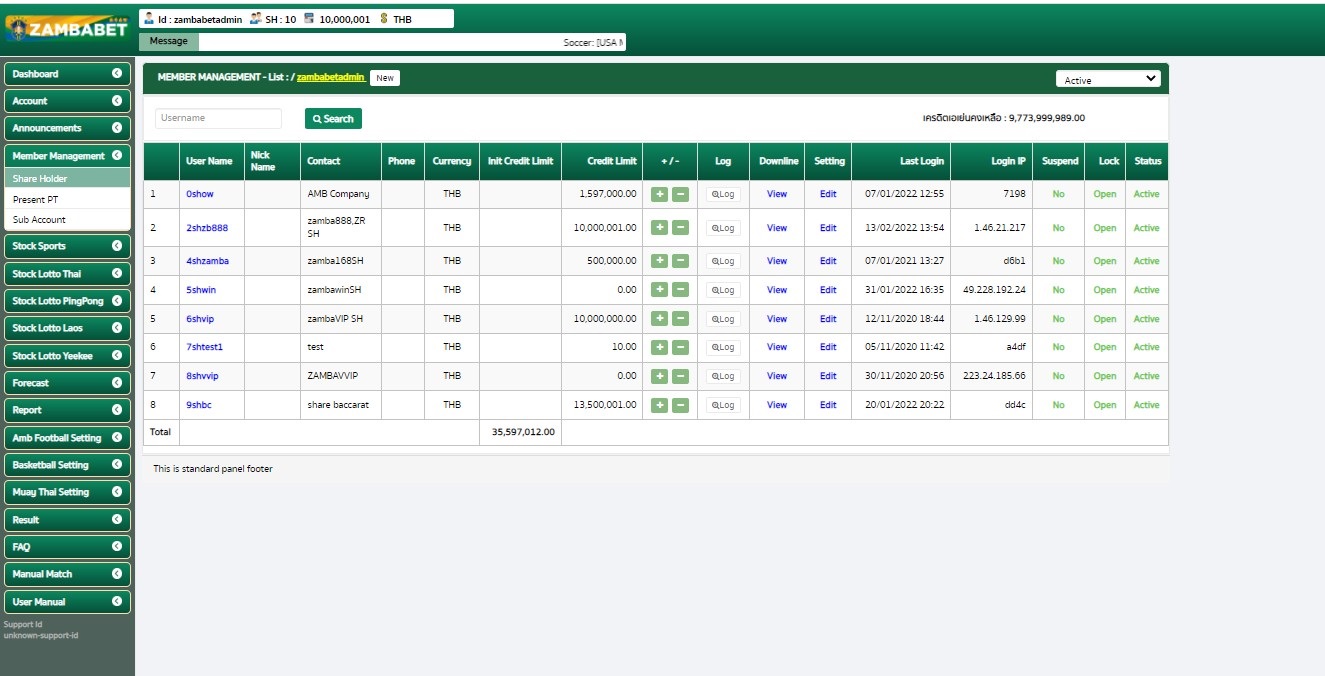 ZAMBABET
Id : zambabetadmin SH : 10 10,000,001 THB
Message Soccer: [USA
MEMBER MANAGEMENT - List : / zambabetadmin New Active
Username Search เครดิตเอเย่นคงเหลือ : 9,773,999,989.00
Dashboard
Account
Announcements
Member Management
Share Holder
Present PT
Sub Account
Stock Sports
Stock Lotto Thai
Stock Lotto PingPong
Stock Lotto Laos
Stock Lotto Yeekee
Forecast
Report
Amb Football Setting
Basketball Setting
Muay Thai Setting
Result
FAQ
Manual Match
User Manual
Support Id
unknown-support-id
User Name Nick Name Contact Phone Currency Init Credit Limit Credit Limit + / - Log Downline Setting Last Login Login IP Suspend Lock Status
1 0show AMB Company THB 1,597,000.00 + − Log View Edit 07/01/2022 12:55 7198 No Open Active
2 2shzb888 zamba888,ZR SH THB 10,000,001.00 + − Log View Edit 13/02/2022 13:54 1.46.21.217 No Open Active
3 4shzamba zamba168SH THB 500,000.00 + − Log View Edit 07/01/2021 13:27 d6b1 No Open Active
4 5shwin zambawinSH THB 0.00 + − Log View Edit 31/01/2022 16:35 49.228.192.24 No Open Active
5 6shvip zambaVIP SH THB 10,000,000.00 + − Log View Edit 12/11/2020 18:44 1.46.129.99 No Open Active
6 7shtest1 test THB 10.00 + − Log View Edit 05/11/2020 11:42 a4df No Open Active
7 8shvvip ZAMBAVVIP THB 0.00 + − Log View Edit 30/11/2020 20:56 223.24.185.66 No Open Active
8 9shbc share baccarat THB 13,500,001.00 + − Log View Edit 20/01/2022 20:22 dd4c No Open Active
Total 35,597,012.00
This is standard panel footer